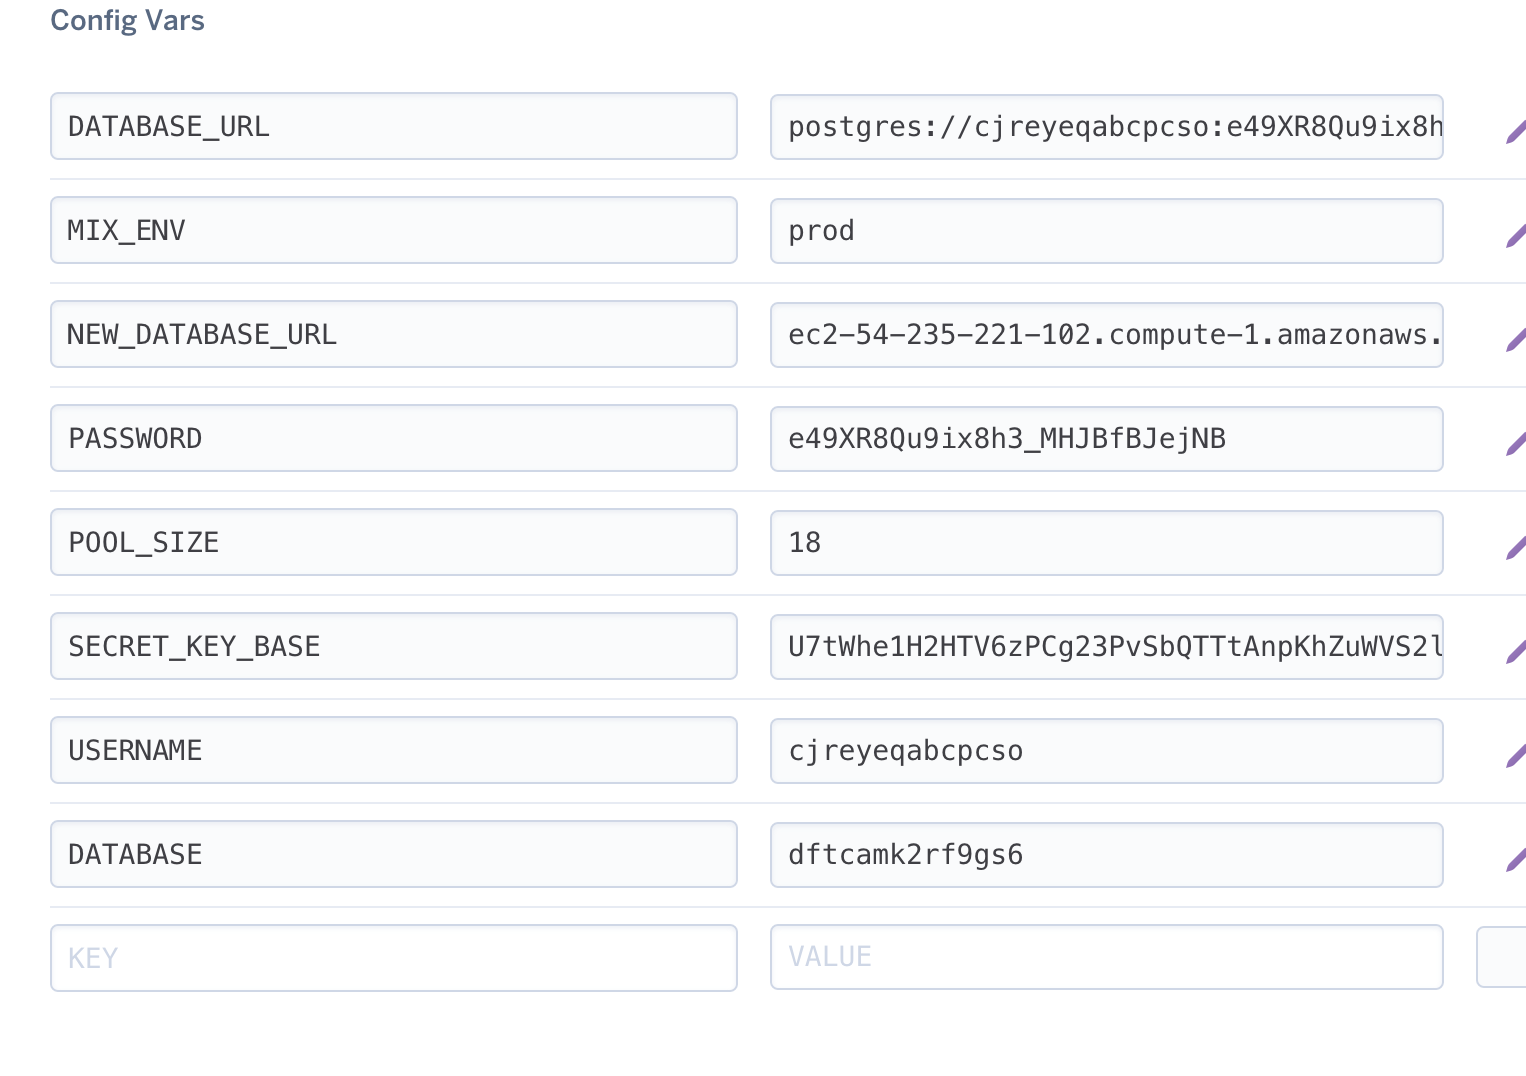 Config Vars
DATABASE_URL postgres://cjreyeqabcpcso:e49XR8Qu9ix8h
MIX_ENV prod
NEW_DATABASE_URL ec2-54-235-221-102.compute-1.amazonaws.
PASSWORD e49XR8Qu9ix8h3_MHJBfBJejNB
POOL_SIZE 18
SECRET_KEY_BASE U7tWhe1H2HTV6zPCg23PvSbQTTtAnpKhZuWVS2l
USERNAME cjreyeqabcpcso
DATABASE dftcamk2rf9gs6
KEY VALUE